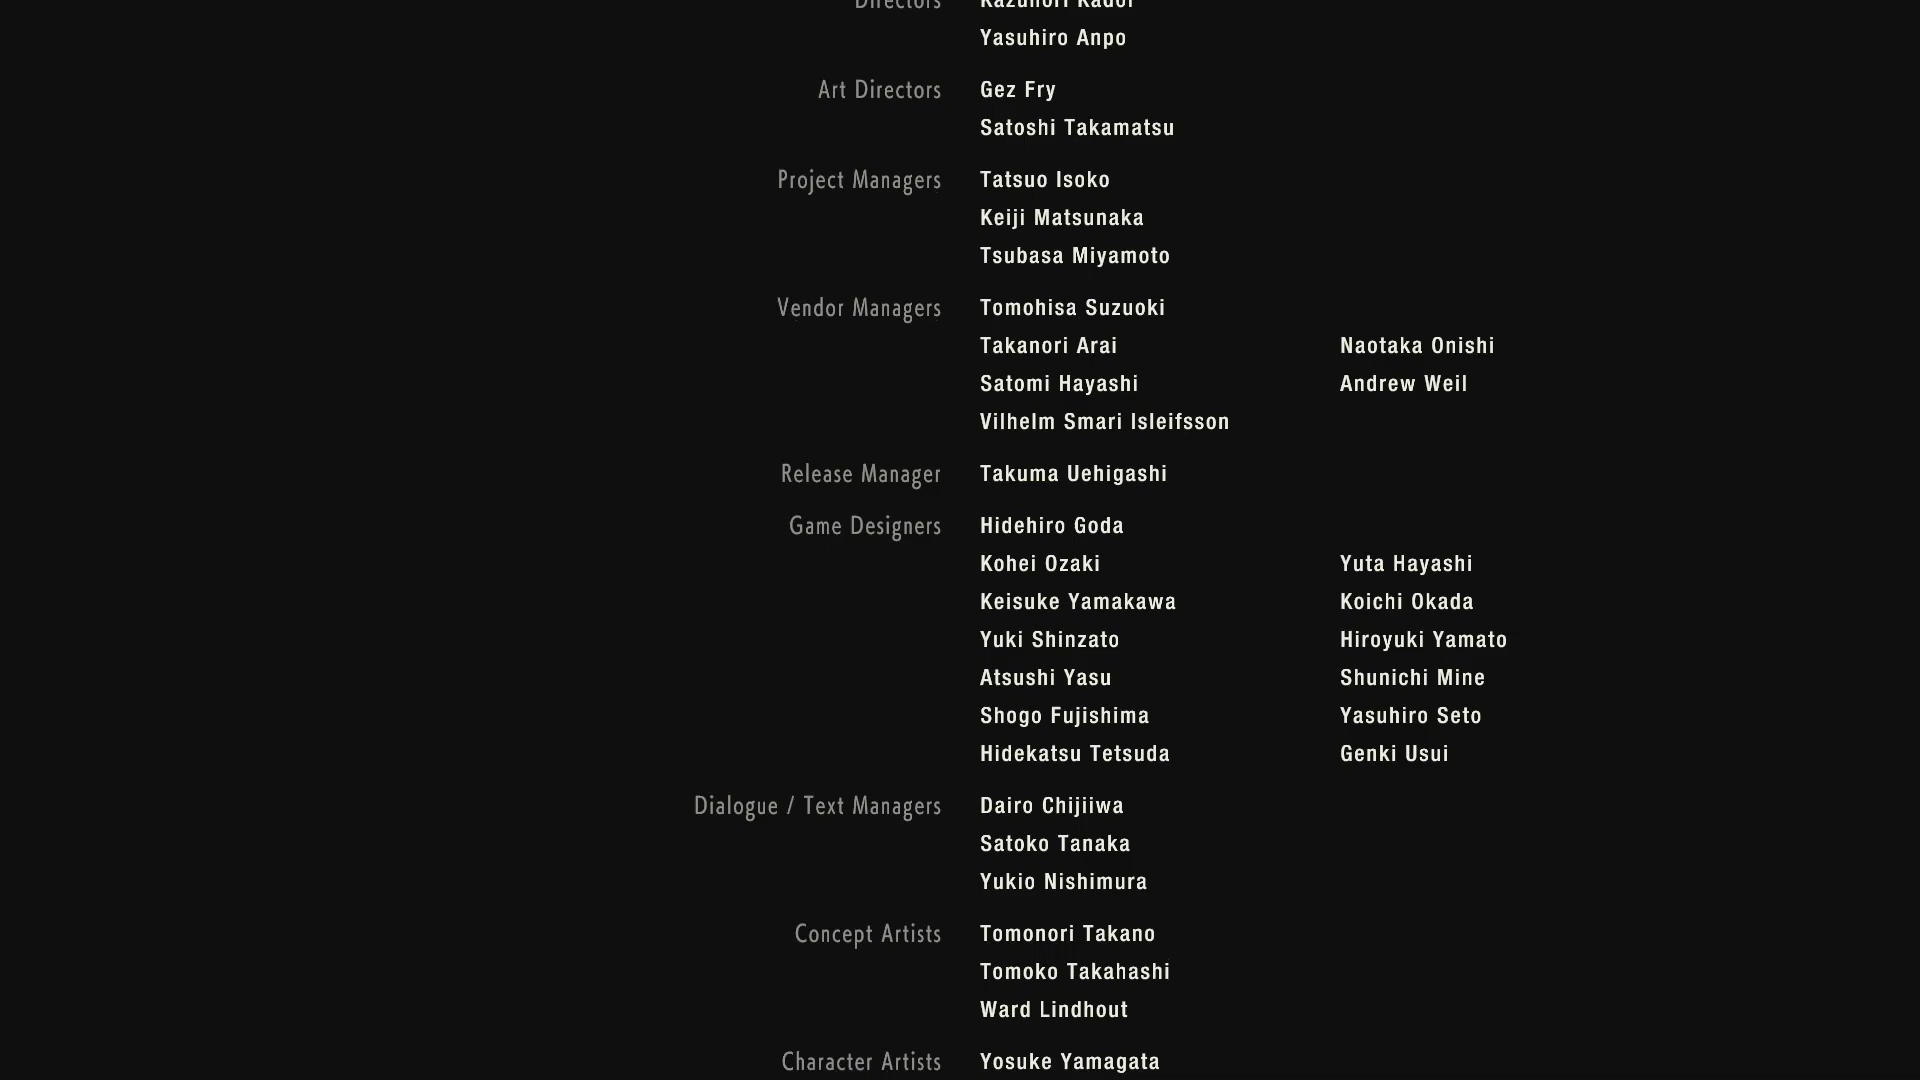 Directors Kazunori Kadoi
Yasuhiro Anpo
Art Directors Gez Fry
Satoshi Takamatsu
Project Managers Tatsuo Isoko
Keiji Matsunaka
Tsubasa Miyamoto
Vendor Managers Tomohisa Suzuoki
Takanori Arai Naotaka Onishi
Satomi Hayashi Andrew Weil
Vilhelm Smari Isleifsson
Release Manager Takuma Uehigashi
Game Designers Hidehiro Goda
Kohei Ozaki Yuta Hayashi
Keisuke Yamakawa Koichi Okada
Yuki Shinzato Hiroyuki Yamato
Atsushi Yasu Shunichi Mine
Shogo Fujishima Yasuhiro Seto
Hidekatsu Tetsuda Genki Usui
Dialogue / Text Managers Dairo Chijiiwa
Satoko Tanaka
Yukio Nishimura
Concept Artists Tomonori Takano
Tomoko Takahashi
Ward Lindhout
Character Artists Yosuke Yamagata